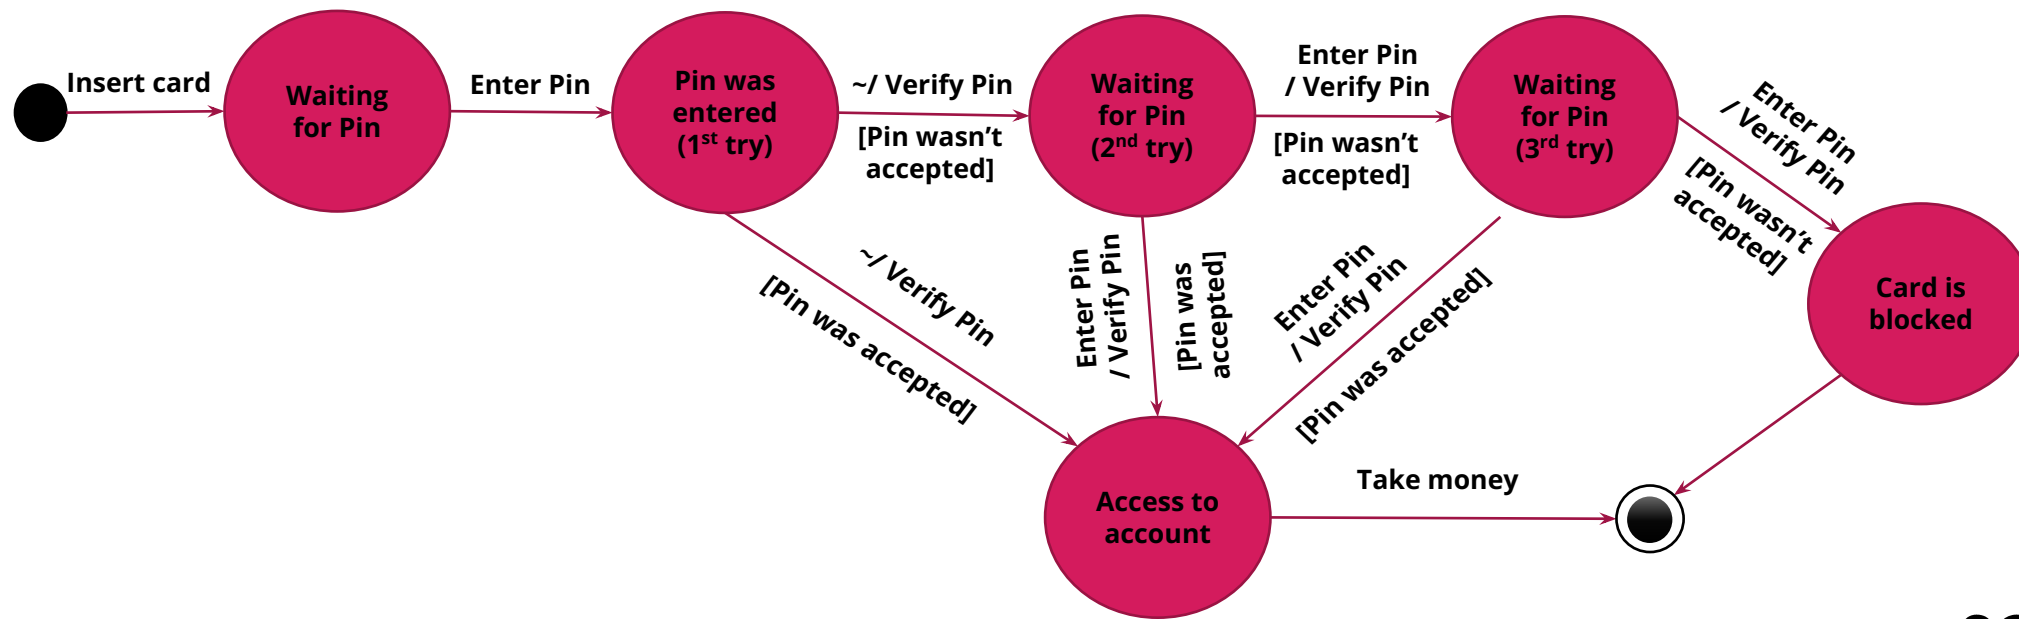 Insert card
Waiting
for Pin
Enter Pin
Pin was
entered
(1st try)
~/ Verify Pin
[Pin wasn’t
accepted]
Waiting
for Pin
(2nd try)
Enter Pin
/ Verify Pin
[Pin wasn’t
accepted]
Waiting
for Pin
(3rd try)
Enter Pin
/ Verify Pin
[Pin wasn’t
accepted]
Card is
blocked
~/ Verify Pin
[Pin was accepted]
Enter Pin
/ Verify Pin
[Pin was
accepted]
Enter Pin
/ Verify Pin
[Pin was accepted]
Access to
account
Take money